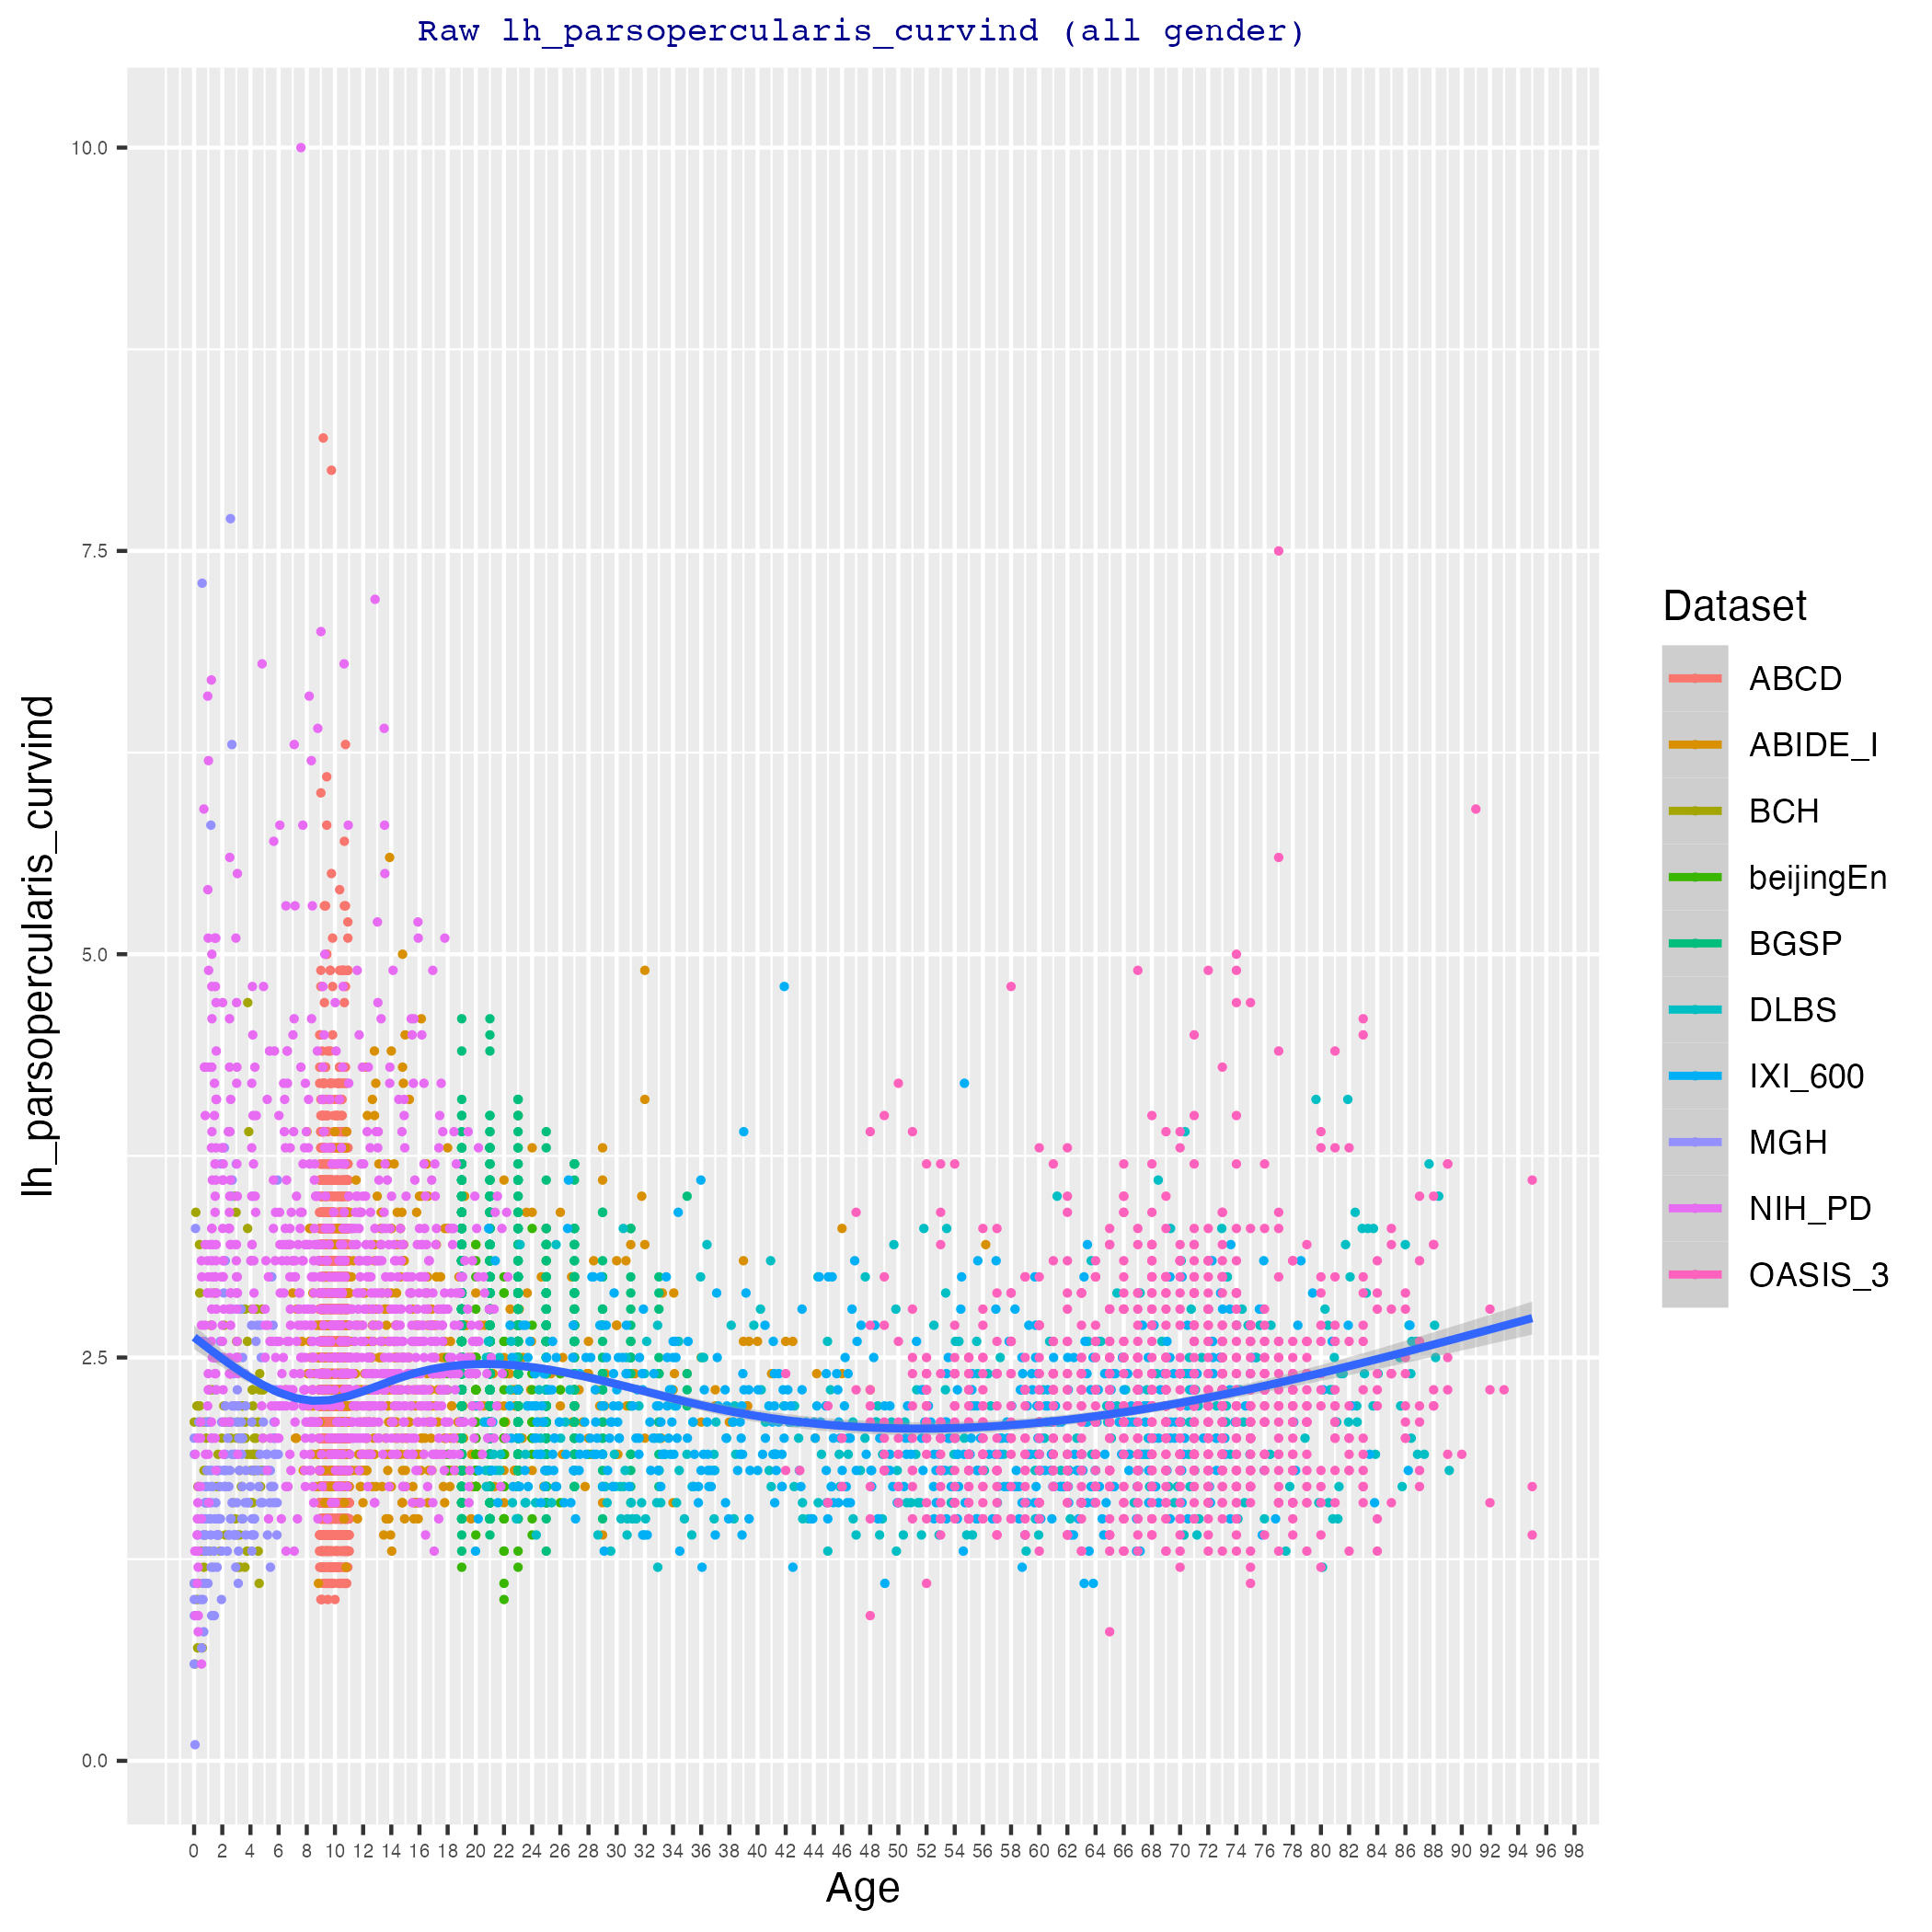 Raw lh_parsopercularis_curvind (all gender)
lh_parsopercularis_curvind
10.0
7.5
5.0
2.5
0.0
0 2 4 6 8 10 12 14 16 18 20 22 24 26 28 30 32 34 36 38 40 42 44 46 48 50 52 54 56 58 60 62 64 66 68 70 72 74 76 78 80 82 84 86 88 90 92 94 96 98
Age
Dataset
ABCD
ABIDE_I
BCH
beijingEn
BGSP
DLBS
IXI_600
MGH
NIH_PD
OASIS_3